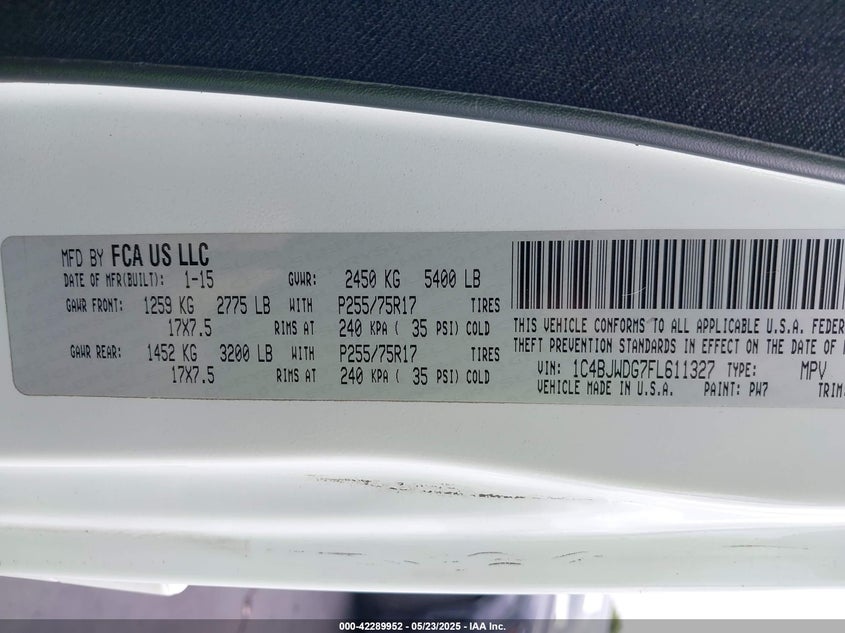 MFD BY FCA US LLC
DATE OF MFR(BUILT): 1-15 GVWR: 2450 KG 5400 LB
GAWR FRONT: 1259 KG 2775 LB WITH P255/75R17 TIRES
17X7.5 RIMS AT 240 KPA ( 35 PSI) COLD
GAWR REAR: 1452 KG 3200 LB WITH P255/75R17 TIRES
17X7.5 RIMS AT 240 KPA ( 35 PSI) COLD
THIS VEHICLE CONFORMS TO ALL APPLICABLE U.S.A. FEDER
THEFT PREVENTION STANDARDS IN EFFECT ON THE DATE OF
VIN: 1C4BJWDG7FL611327 TYPE: MPV
VEHICLE MADE IN U.S.A. PAINT: PW7 TRIM:
000-42289952 - 05/23/2025 - IAA Inc.